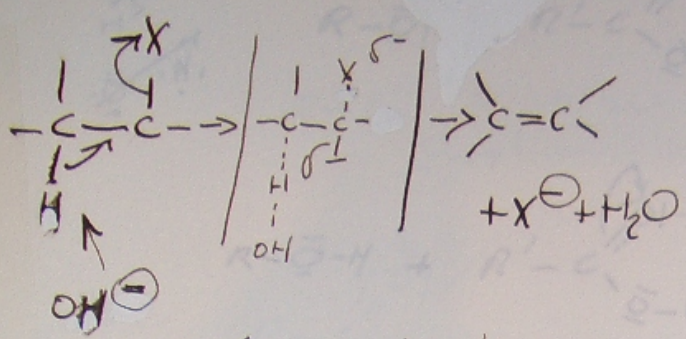 X
X δ-
-C-C- → -C-C- → C=C
H H δ-
+X⊖+H₂O
OH⊖ OH